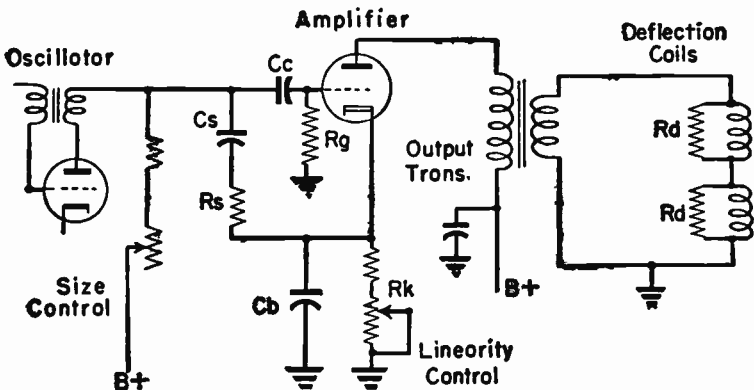 Amplifier
Oscillotor
Deflection
Coils
Cc
Cs
Rg
Rd
Output
Trons.
Rs
Rd
Size
Control
Cb
Rk
B+
Lineority
Control
B+